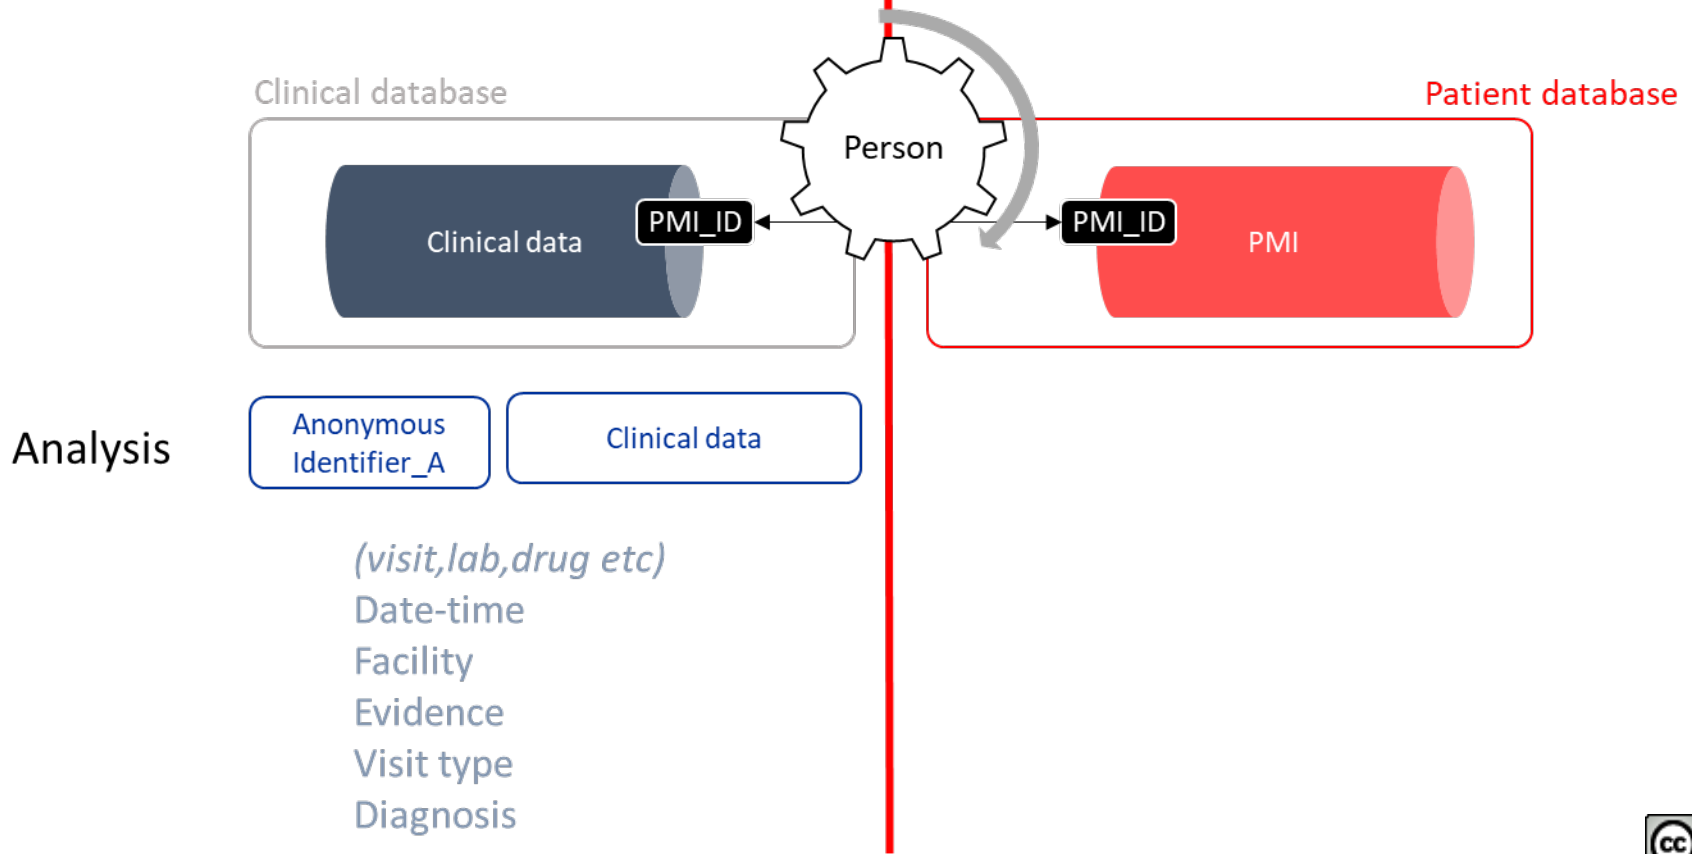 Clinical database
Patient database
Person
Clinical data
PMI_ID
PMI_ID
PMI
Analysis
Anonymous
Identifier_A
Clinical data
(visit,lab,drug etc)
Date-time
Facility
Evidence
Visit type
Diagnosis
cc